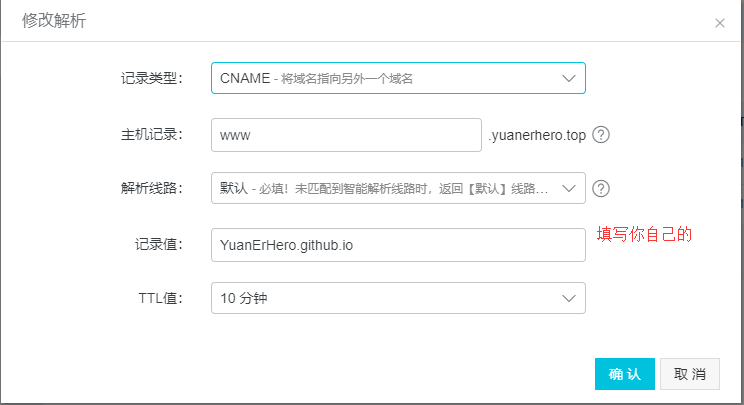 修改解析
记录类型： CNAME - 将域名指向另外一个域名
主机记录： www .yuanerhero.top ?
解析线路： 默认 - 必填！未匹配到智能解析线路时，返回【默认】线路... ?
记录值： YuanErHero.github.io 填写你自己的
TTL值： 10 分钟
确认 取消